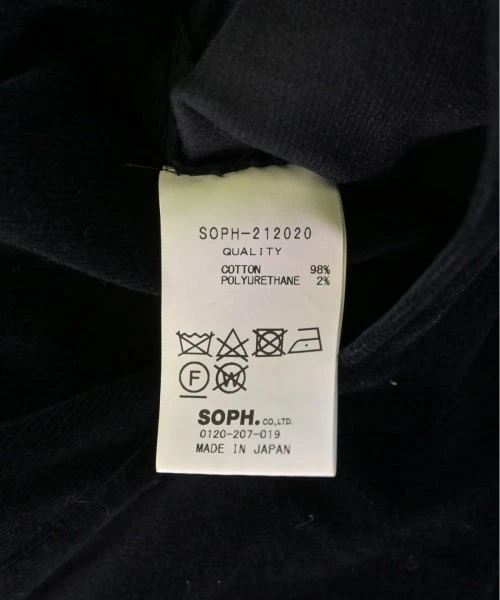 SOPH-212020
QUALITY
COTTON 98%
POLYURETHANE 2%
F W
SOPH. CO.,LTD.
0120-207-019
MADE IN JAPAN